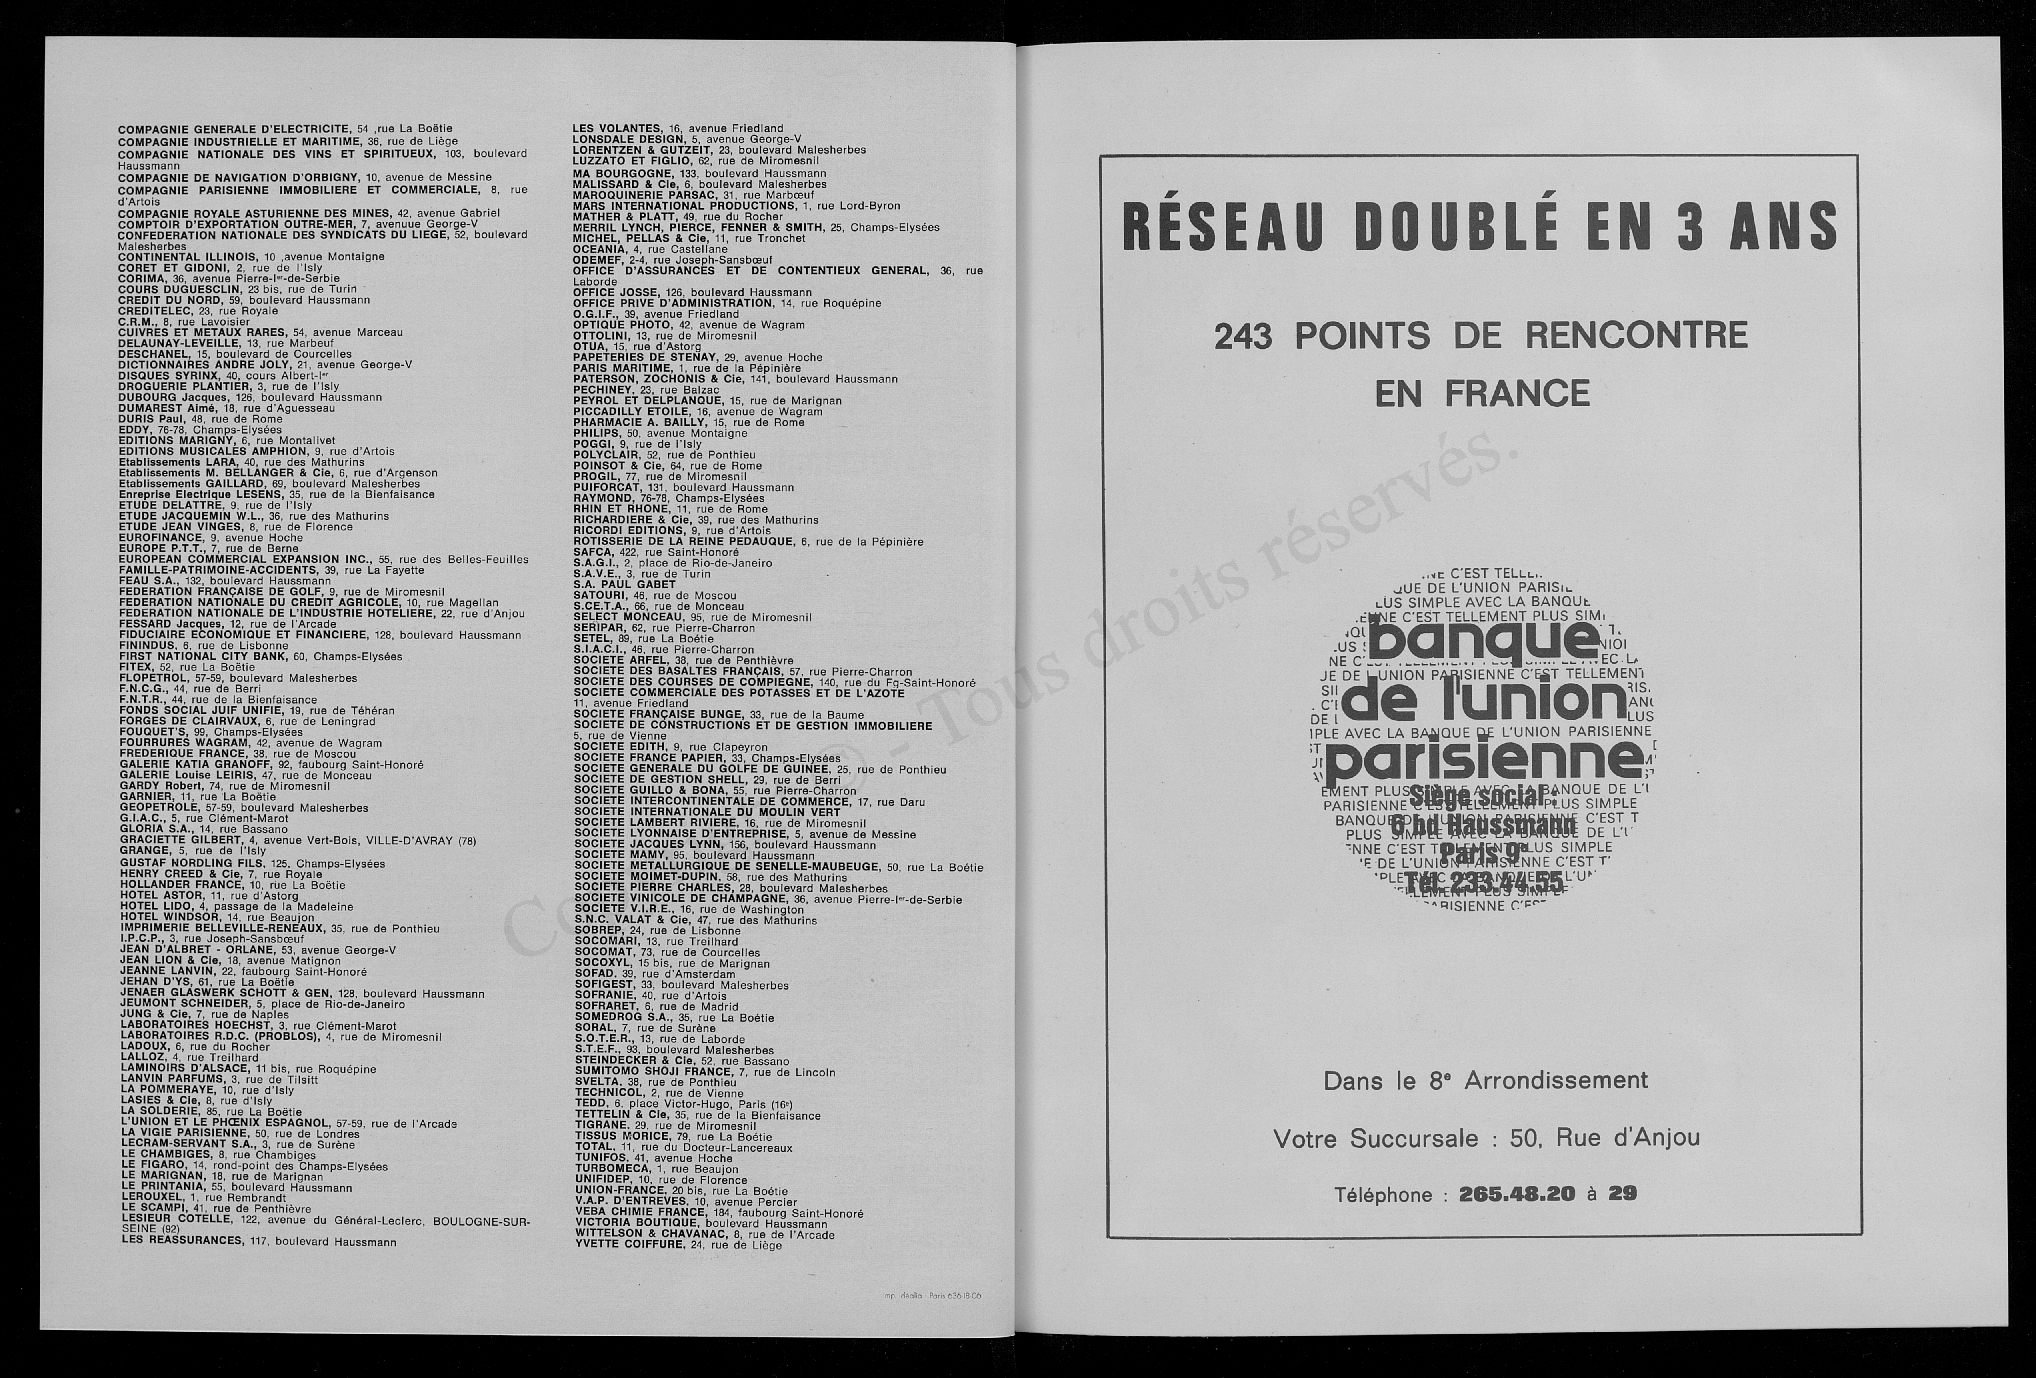 COMPAGNIE GENERALE D'ELECTRICITE, 54 ,rue La Boëtie
COMPAGNIE INDUSTRIELLE ET MARITIME, 36, rue de Liège
COMPAGNIE NATIONALE DES VINS ET SPIRITUEUX, 103, boulevard
Haussmann
COMPAGNIE DE NAVIGATION D'ORBIGNY, 10, avenue de Messine
COMPAGNIE PARISIENNE IMMOBILIERE ET COMMERCIALE, 8, rue
d'Artois
COMPAGNIE ROYALE ASTURIENNE DES MINES, 42, avenue Gabriel
COMPTOIR D'EXPORTATION OUTRE-MER, 7, avenuue George-V
CONFEDERATION NATIONALE DES SYNDICATS DU LIEGE, 52, boulevard
Malesherbes
CONTINENTAL ILLINOIS, 10 ,avenue Montaigne
CORET ET GIDONI, 2, rue de l'Isly
CORIMA, 36, avenue Pierre-Ier-de-Serbie
COURS DUGUESCLIN, 23 bis, rue de Turin
CREDIT DU NORD, 59, boulevard Haussmann
CREDITELEC, 23, rue Royale
C.R.M., 8, rue Lavoisier
CUIVRES ET METAUX RARES, 54, avenue Marceau
DELAUNAY-LEVEILLE, 13, rue Marbeuf
DESCHANEL, 15, boulevard de Courcelles
DICTIONNAIRES ANDRE JOLY, 21, avenue George-V
DISQUES SYRINX, 40, cours Albert-Ier
DROGUERIE PLANTIER, 3, rue de l'Isly
DUBOURG Jacques, 126, boulevard Haussmann
DUMAREST Aimé, 18, rue d'Aguesseau
DURIS Paul, 48, rue de Rome
EDDY, 76-78, Champs-Elysées
EDITIONS MARIGNY, 6, rue Montalivet
EDITIONS MUSICALES AMPHION, 9, rue d'Artois
Etablissements LARA, 40, rue des Mathurins
Etablissements M. BELLANGER & Cie, 6, rue d'Argenson
Etablissements GAILLARD, 69, boulevard Malesherbes
Enreprise Electrique LESENS, 35, rue de la Bienfaisance
ETUDE DELATTRE, 9, rue de l'Isly
ETUDE JACQUEMIN W.L., 36, rue des Mathurins
ETUDE JEAN VINGES, 8, rue de Florence
EUROFINANCE, 9, avenue Hoche
EUROPE P.T.T., 7, rue de Berne
EUROPEAN COMMERCIAL EXPANSION INC., 55, rue des Belles-Feuilles
FAMILLE-PATRIMOINE-ACCIDENTS, 39, rue La Fayette
FEAU S.A., 132, boulevard Haussmann
FEDERATION FRANÇAISE DE GOLF, 9, rue de Miromesnil
FEDERATION NATIONALE DU CREDIT AGRICOLE, 10, rue Magellan
FEDERATION NATIONALE DE L'INDUSTRIE HOTELIERE, 22, rue d'Anjou
FESSARD Jacques, 12, rue de l'Arcade
FIDUCIAIRE ECONOMIQUE ET FINANCIERE, 128, boulevard Haussmann
FININDUS, 6, rue de Lisbonne
FIRST NATIONAL CITY BANK, 60, Champs-Elysées
FITEX, 52, rue La Boëtie
FLOPETROL, 57-59, boulevard Malesherbes
F.N.C.G., 44, rue de Berri
F.N.T.R., 44, rue de la Bienfaisance
FONDS SOCIAL JUIF UNIFIE, 19, rue de Téhéran
FORGES DE CLAIRVAUX, 6, rue de Leningrad
FOUQUET'S, 99, Champs-Elysées
FOURRURES WAGRAM, 42, avenue de Wagram
FREDERIQUE FRANCE, 38, rue de Moscou
GALERIE KATIA GRANOFF, 92, faubourg Saint-Honoré
GALERIE Louise LEIRIS, 47, rue de Monceau
GARDY Robert, 74, rue de Miromesnil
GARNIER, 11, rue La Boëtie
GEOPETROLE, 57-59, boulevard Malesherbes
G.I.A.C., 5, rue Clément-Marot
GLORIA S.A., 14, rue Bassano
GRACIETTE GILBERT, 4, avenue Vert-Bois, VILLE-D'AVRAY (78)
GRANGE, 5, rue de l'Isly
GUSTAF NORDLING FILS, 125, Champs-Elysées
HENRY CREED & Cie, 7, rue Royale
HOLLANDER FRANCE, 10, rue La Boëtie
HOTEL ASTOR, 11, rue d'Astorg
HOTEL LIDO, 4, passage de la Madeleine
HOTEL WINDSOR, 14, rue Beaujon
IMPRIMERIE BELLEVILLE-RENEAUX, 35, rue de Ponthieu
I.P.C.P., 3, rue Joseph-Sansbœuf
JEAN D'ALBRET - ORLANE, 53, avenue George-V
JEAN LION & Cie, 18, avenue Matignon
JEANNE LANVIN, 22, faubourg Saint-Honoré
JEHAN D'YS, 61, rue La Boëtie
JENAER GLASWERK SCHOTT & GEN, 128, boulevard Haussmann
JEUMONT SCHNEIDER, 5, place de Rio-de-Janeiro
JUNG & Cie, 7, rue de Naples
LABORATOIRES HOECHST, 3, rue Clément-Marot
LABORATOIRES R.D.C. (PROBLOS), 4, rue de Miromesnil
LADOUX, 6, rue du Rocher
LALLOZ, 4, rue Treilhard
LAMINOIRS D'ALSACE, 11 bis, rue Roquépine
LANVIN PARFUMS, 3, rue de Tilsitt
LA POMMERAYE, 10, rue d'Isly
LASIES & Cie, 8, rue d'Isly
LA SOLDERIE, 85, rue La Boëtie
L'UNION ET LE PHŒNIX ESPAGNOL, 57-59, rue de l'Arcade
LA VIGIE PARISIENNE, 50, rue de Londres
LECRAM-SERVANT S.A., 3, rue de Surène
LE CHAMBIGES, 8, rue Chambiges
LE FIGARO, 14, rond-point des Champs-Elysées
LE MARIGNAN, 18, rue de Marignan
LE PRINTANIA, 55, boulevard Haussmann
LEROUXEL, 1, rue Rembrandt
LE SCAMPI, 41, rue de Penthièvre
LESIEUR COTELLE, 122, avenue du Général-Leclerc, BOULOGNE-SUR-
SEINE (92)
LES REASSURANCES, 117, boulevard Haussmann
LES VOLANTES, 16, avenue Friedland
LONSDALE DESIGN, 5, avenue George-V
LORENTZEN & GUTZEIT, 23, boulevard Malesherbes
LUZZATO ET FIGLIO, 62, rue de Miromesnil
MA BOURGOGNE, 133, boulevard Haussmann
MALISSARD & Cie, 6, boulevard Malesherbes
MAROQUINERIE PARSAC, 31, rue Marbœuf
MARS INTERNATIONAL PRODUCTIONS, 1, rue Lord-Byron
MATHER & PLATT, 49, rue du Rocher
MERRIL LYNCH, PIERCE, FENNER & SMITH, 25, Champs-Elysées
MICHEL, PELLAS & Cie, 11, rue Tronchet
OCEANIA, 4, rue Castellane
ODEMEF, 2-4, rue Joseph-Sansbœuf
OFFICE D'ASSURANCES ET DE CONTENTIEUX GENERAL, 36, rue
Laborde
OFFICE JOSSE, 126, boulevard Haussmann
OFFICE PRIVE D'ADMINISTRATION, 14, rue Roquépine
O.G.I.F., 39, avenue Friedland
OPTIQUE PHOTO, 42, avenue de Wagram
OTTOLINI, 13, rue de Miromesnil
OTUA, 15, rue d'Astorg
PAPETERIES DE STENAY, 29, avenue Hoche
PARIS MARITIME, 1, rue de la Pépinière
PATERSON, ZOCHONIS & Cie, 141, boulevard Haussmann
PECHINEY, 23, rue Balzac
PEYROL ET DELPLANQUE, 15, rue de Marignan
PICCADILLY ETOILE, 16, avenue de Wagram
PHARMACIE A. BAILLY, 15, rue de Rome
PHILIPS, 50, avenue Montaigne
POGGI, 9, rue de l'Isly
POLYCLAIR, 52, rue de Ponthieu
POINSOT & Cie, 64, rue de Rome
PROGIL, 77, rue de Miromesnil
PUIFORCAT, 131, boulevard Haussmann
RAYMOND, 76-78, Champs-Elysées
RHIN ET RHONE, 11, rue de Rome
RICHARDIERE & Cie, 39, rue des Mathurins
RICORDI EDITIONS, 9, rue d'Artois
ROTISSERIE DE LA REINE PEDAUQUE, 6, rue de la Pépinière
SAFCA, 422, rue Saint-Honoré
S.A.G.I., 2, place de Rio-de-Janeiro
S.A.V.E., 3, rue de Turin
S.A. PAUL GABET
SATOURI, 46, rue de Moscou
S.CE.T.A., 66, rue de Monceau
SELECT MONCEAU, 95, rue de Miromesnil
SERIPAR, 62, rue Pierre-Charron
SETEL, 89, rue La Boétie
S.I.A.C.I., 46, rue Pierre-Charron
SOCIETE ARFEL, 38, rue de Penthièvre
SOCIETE DES BASALTES FRANÇAIS, 57, rue Pierre-Charron
SOCIETE DES COURSES DE COMPIEGNE, 140, rue du Fg-Saint-Honoré
SOCIETE COMMERCIALE DES POTASSES ET DE L'AZOTE
11, avenue Friedland
SOCIETE FRANÇAISE BUNGE, 33, rue de la Baume
SOCIETE DE CONSTRUCTIONS ET DE GESTION IMMOBILIERE
5, rue de Vienne
SOCIETE EDITH, 9, rue Clapeyron
SOCIETE FRANCE PAPIER, 33, Champs-Elysées
SOCIETE GENERALE DU GOLFE DE GUINEE, 25, rue de Ponthieu
SOCIETE DE GESTION SHELL, 29, rue de Berri
SOCIETE GUILLO & BONA, 55, rue Pierre-Charron
SOCIETE INTERCONTINENTALE DE COMMERCE, 17, rue Daru
SOCIETE INTERNATIONALE DU MOULIN VERT
SOCIETE LAMBERT RIVIERE, 16, rue de Miromesnil
SOCIETE LYONNAISE D'ENTREPRISE, 5, avenue de Messine
SOCIETE JACQUES LYNN, 156, boulevard Haussmann
SOCIETE MAMY, 95, boulevard Haussmann
SOCIETE METALLURGIQUE DE SENELLE-MAUBEUGE, 50, rue La Boétie
SOCIETE MOIMET-DUPIN, 58, rue des Mathurins
SOCIETE PIERRE CHARLES, 28, boulevard Malesherbes
SOCIETE VINICOLE DE CHAMPAGNE, 36, avenue Pierre-Ier-de-Serbie
SOCIETE V.I.R.E., 16, rue de Washington
S.N.C. VALAT & Cie, 47, rue des Mathurins
SOBREP, 24, rue de Lisbonne
SOCOMARI, 13, rue Treilhard
SOCOMAT, 73, rue de Courcelles
SOCOXYL, 15 bis, rue de Marignan
SOFAD, 39, rue d'Amsterdam
SOFIGEST, 33, boulevard Malesherbes
SOFRANIE, 40, rue d'Artois
SOFRARET, 6, rue de Madrid
SOMEDROG S.A., 35, rue La Boétie
SORAL, 7, rue de Surène
S.O.T.E.R., 13, rue de Laborde
S.T.E.F., 93, boulevard Malesherbes
STEINDECKER & Cie, 52, rue Bassano
SUMITOMO SHOJI FRANCE, 7, rue de Lincoln
SVELTA, 38, rue de Ponthieu
TECHNICOL, 2, rue de Vienne
TEDD, 6, place Victor-Hugo, Paris (16e)
TETTELIN & Cie, 35, rue de la Bienfaisance
TIGRANE, 29, rue de Miromesnil
TISSUS MORICE, 79, rue La Boétie
TOTAL, 11, rue du Docteur-Lancereaux
TUNIFOS, 41, avenue Hoche
TURBOMECA, 1, rue Beaujon
UNIFIDEP, 10, rue de Florence
UNION-FRANCE, 20 bis, rue La Boétie
V.A.P. D'ENTREVES, 10, avenue Percier
VEBA CHIMIE FRANCE, 184, faubourg Saint-Honoré
VICTORIA BOUTIQUE, boulevard Haussmann
WITTELSON & CHAVANAC, 8, rue de l'Arcade
YVETTE COIFFURE, 24, rue de Liège
RÉSEAU DOUBLÉ EN 3 ANS
243 POINTS DE RENCONTRE
EN FRANCE
banque
de l'union
parisienne
Siège social :
6 bd Haussmann
Paris 9e
Tél. 233.44.55
Dans le 8e Arrondissement
Votre Succursale : 50, Rue d'Anjou
Téléphone : 265.48.20 à 29
© - Tous droits réservés.